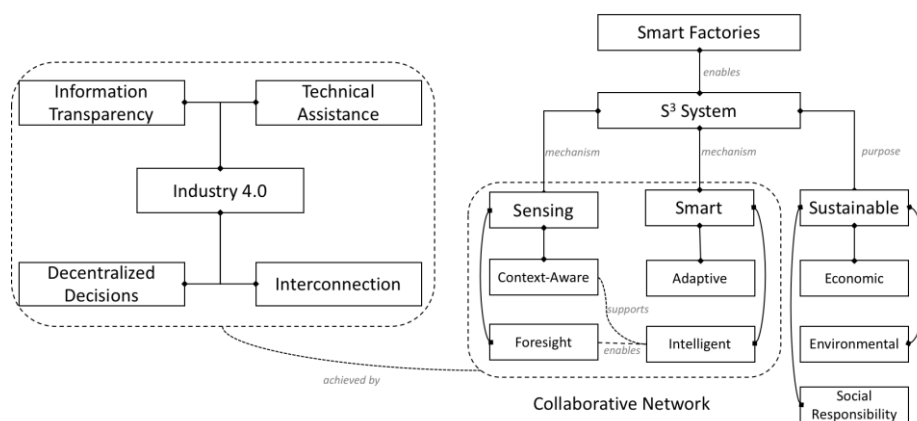 Smart Factories
enables
S³ System
mechanism
mechanism
purpose
Information
Transparency
Technical
Assistance
Industry 4.0
Decentralized
Decisions
Interconnection
achieved by
Sensing
Smart
Sustainable
Context-Aware
Adaptive
Economic
supports
Foresight
enables
Intelligent
Environmental
Collaborative Network
Social
Responsibility